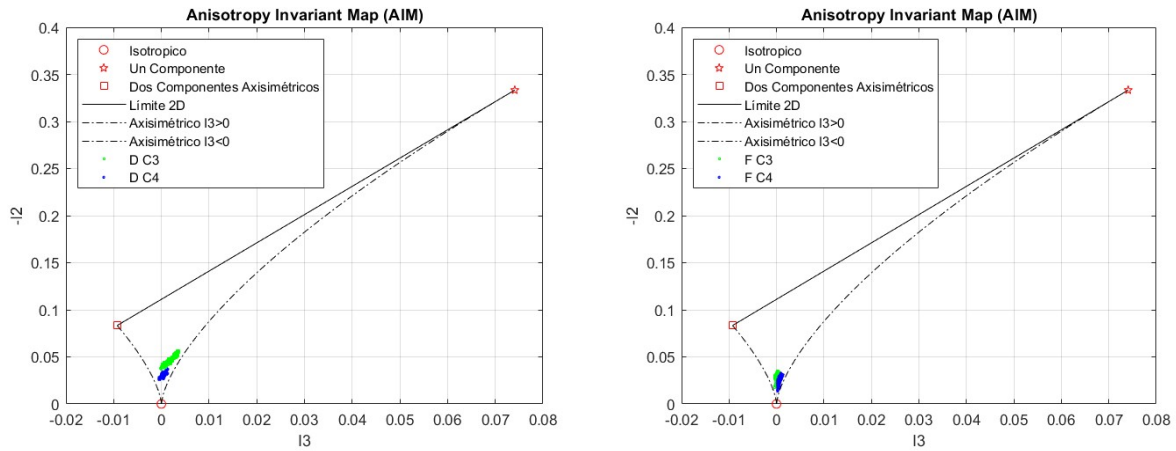 Anisotropy Invariant Map (AIM)
0.4
0.35
0.3
0.25
0.2
0.15
0.1
0.05
0
-I2
Isotropico
Un Componente
Dos Componentes Axisimétricos
Límite 2D
Axisimétrico I3>0
Axisimétrico I3<0
D C3
D C4
-0.02 -0.01 0 0.01 0.02 0.03 0.04 0.05 0.06 0.07 0.08
I3
Anisotropy Invariant Map (AIM)
0.4
0.35
0.3
0.25
0.2
0.15
0.1
0.05
0
-I2
Isotropico
Un Componente
Dos Componentes Axisimétricos
Límite 2D
Axisimétrico I3>0
Axisimétrico I3<0
F C3
F C4
-0.02 -0.01 0 0.01 0.02 0.03 0.04 0.05 0.06 0.07 0.08
I3